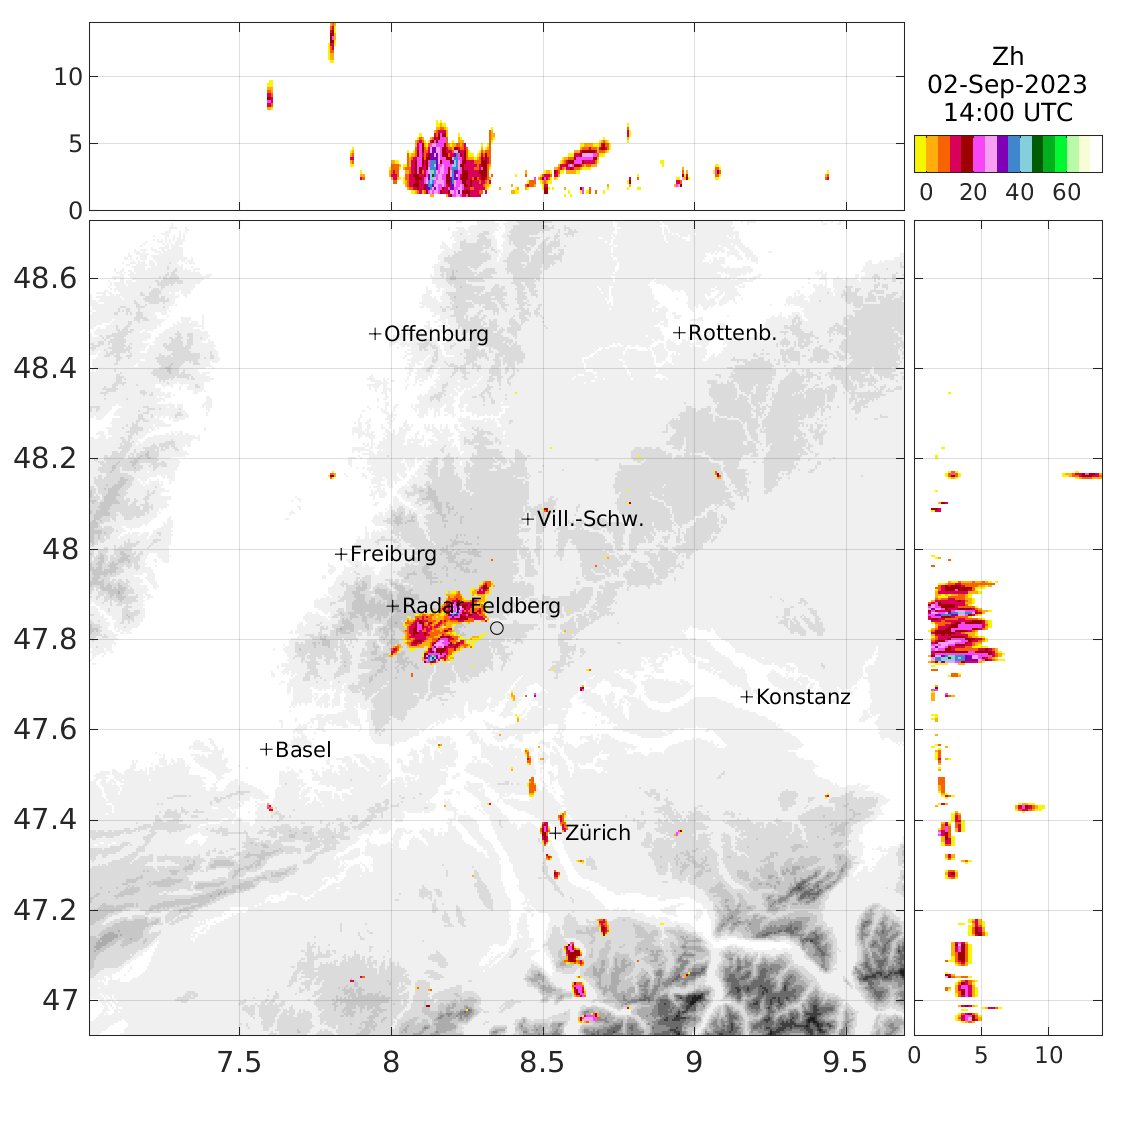 10
5
0
Zh
02-Sep-2023
14:00 UTC
0 20 40 60
48.6
48.4
48.2
48
47.8
47.6
47.4
47.2
47
+Offenburg
+Rottenb.
+Vill.-Schw.
+Freiburg
+Radar Feldberg
+Konstanz
+Basel
+Zürich
7.5 8 8.5 9 9.5
0 5 10